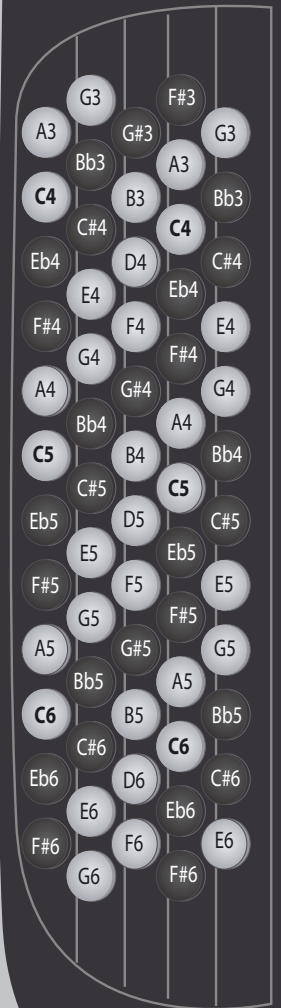 G3 F#3
A3 G#3 G3
Bb3 A3
C4 B3 Bb3
C#4 C4
Eb4 D4 C#4
E4 Eb4
F#4 F4 E4
G4 F#4
A4 G#4 G4
Bb4 A4
C5 B4 Bb4
C#5 C5
Eb5 D5 C#5
E5 Eb5
F#5 F5 E5
G5 F#5
A5 G#5 G5
Bb5 A5
C6 B5 Bb5
C#6 C6
Eb6 D6 C#6
E6 Eb6
F#6 F6 E6
G6 F#6